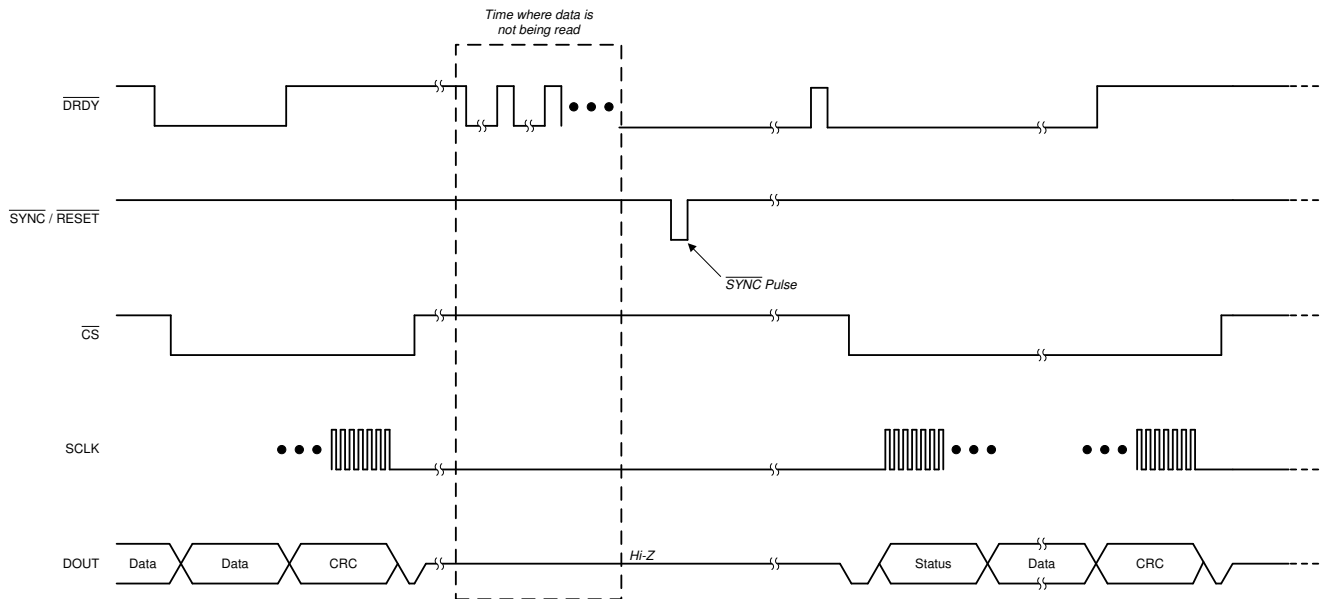 Time where data is
not being read
DRDY
SYNC / RESET
SYNC Pulse
CS
SCLK
DOUT
Data
Data
CRC
Hi-Z
Status
Data
CRC